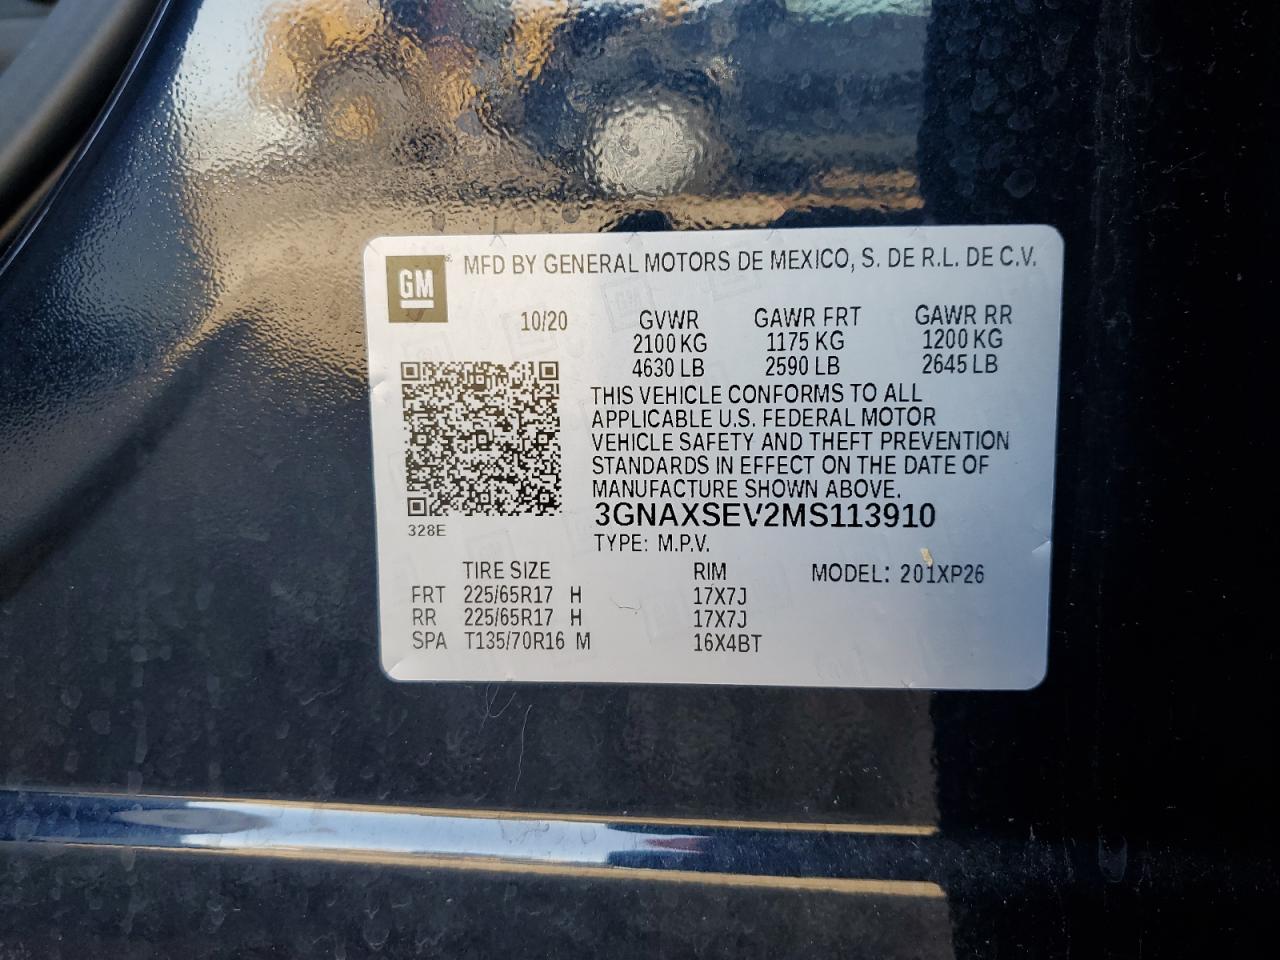 GM MFD BY GENERAL MOTORS DE MEXICO, S. DE R.L. DE C.V.
10/20 GVWR GAWR FRT GAWR RR
2100 KG 1175 KG 1200 KG
4630 LB 2590 LB 2645 LB
THIS VEHICLE CONFORMS TO ALL
APPLICABLE U.S. FEDERAL MOTOR
VEHICLE SAFETY AND THEFT PREVENTION
STANDARDS IN EFFECT ON THE DATE OF
MANUFACTURE SHOWN ABOVE.
3GNAXSEV2MS113910
328E
TYPE: M.P.V.
TIRE SIZE RIM MODEL: 201XP26
FRT 225/65R17 H 17X7J
RR 225/65R17 H 17X7J
SPA T135/70R16 M 16X4BT